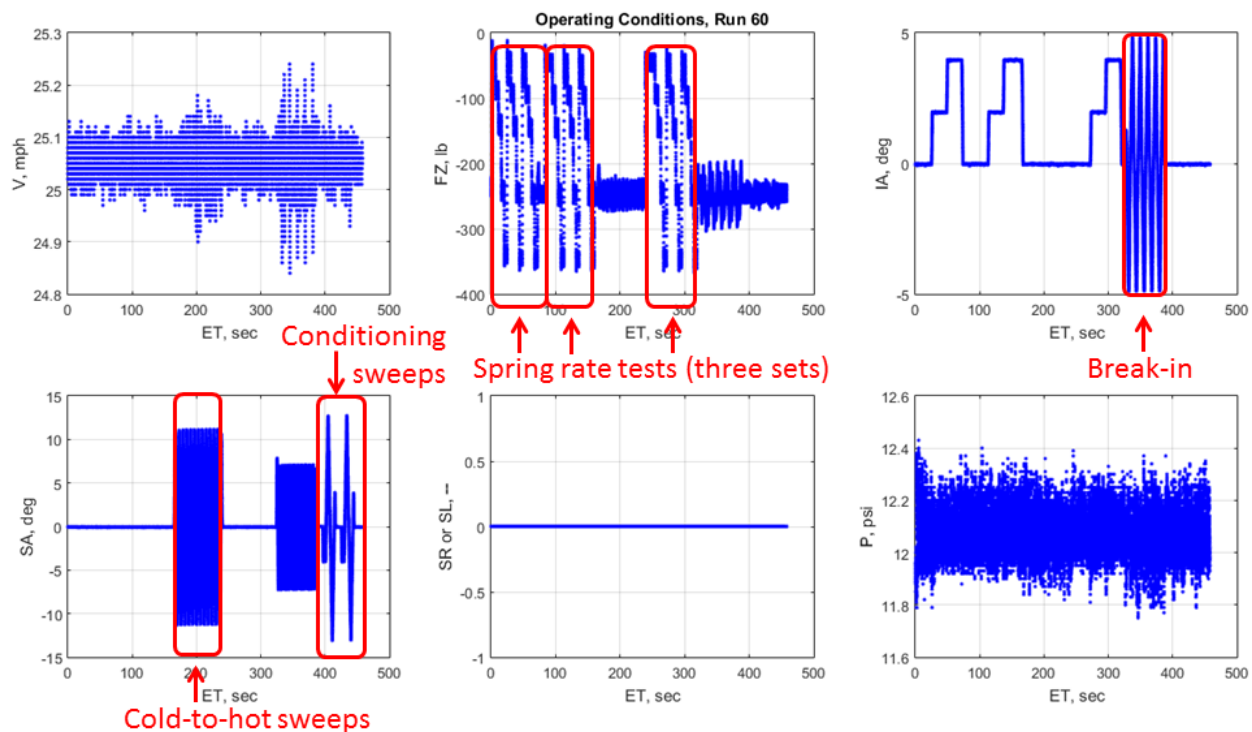 Operating Conditions, Run 60
25.3
25.2
25.1
25
24.9
24.8
V, mph
0 100 200 300 400 500
ET, sec
0
-100
-200
-300
-400
FZ, lb
0 100 200 300 400 500
ET, sec
5
0
-5
IA, deg
0 100 200 300 400 500
ET, sec
Conditioning
sweeps
Spring rate tests (three sets)
Break-in
15
10
5
0
-5
-10
-15
SA, deg
0 100 200 300 400 500
ET, sec
Cold-to-hot sweeps
1
0.5
0
-0.5
-1
SR or SL, --
0 100 200 300 400 500
ET, sec
12.6
12.4
12.2
12
11.8
11.6
P, psi
0 100 200 300 400 500
ET, sec